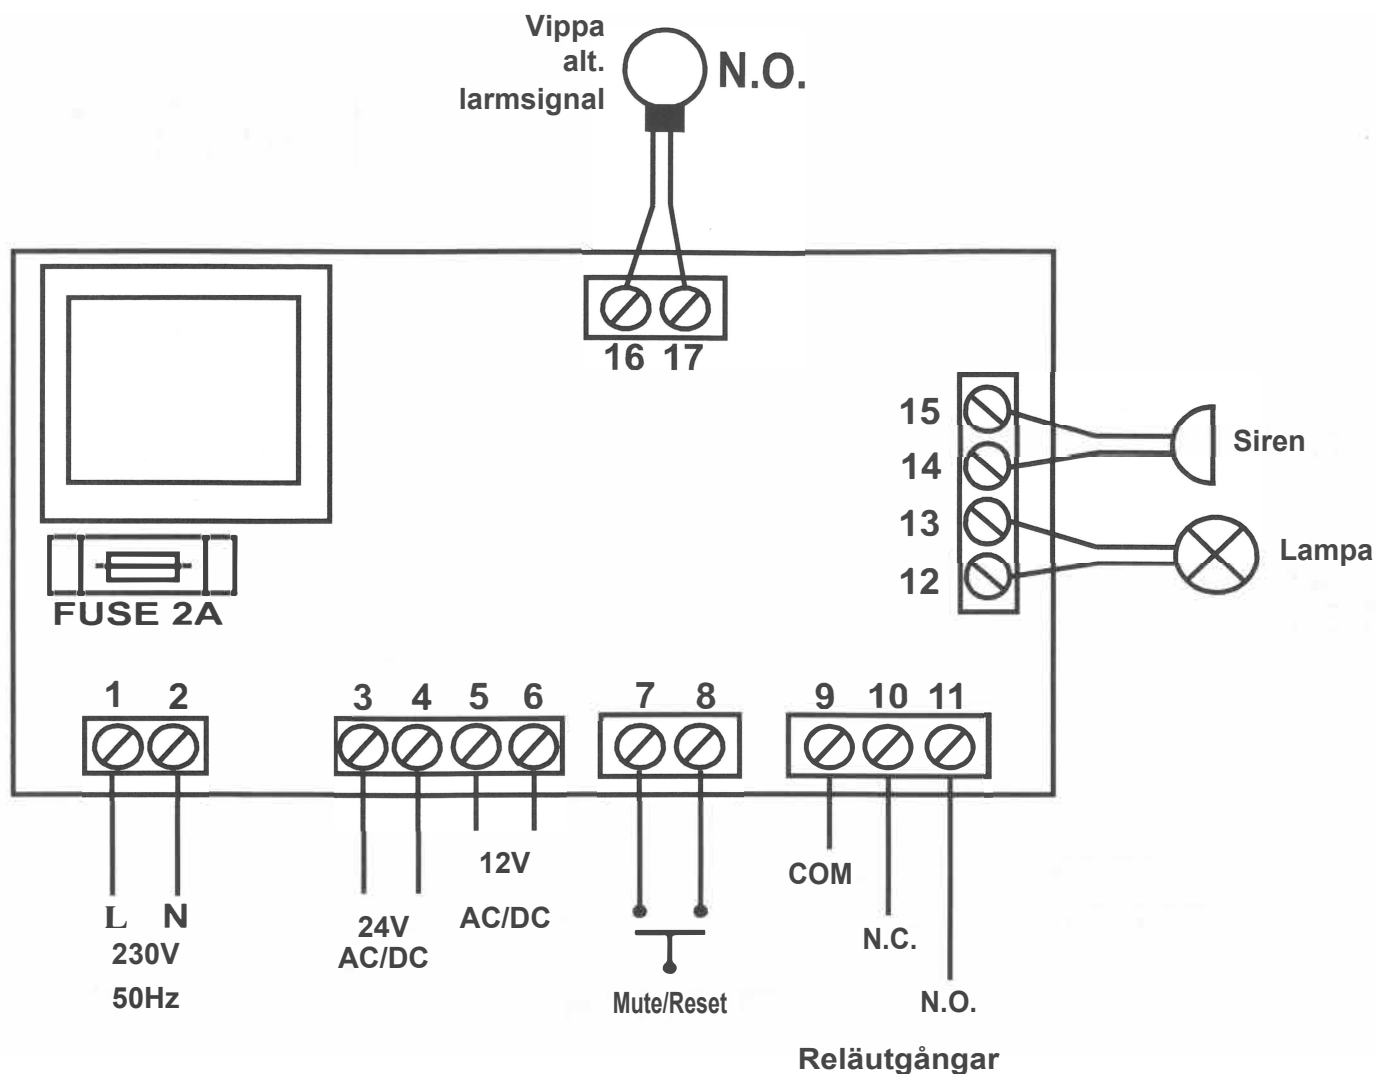 Vippa
alt.
larmsignal
N.O.
16 17
15
14
13
12
Siren
Lampa
FUSE 2A
1 2
3 4 5 6
7 8
9 10 11
L N
230V
50Hz
24V
AC/DC
12V
AC/DC
Mute/Reset
COM
N.C.
N.O.
Reläutgångar